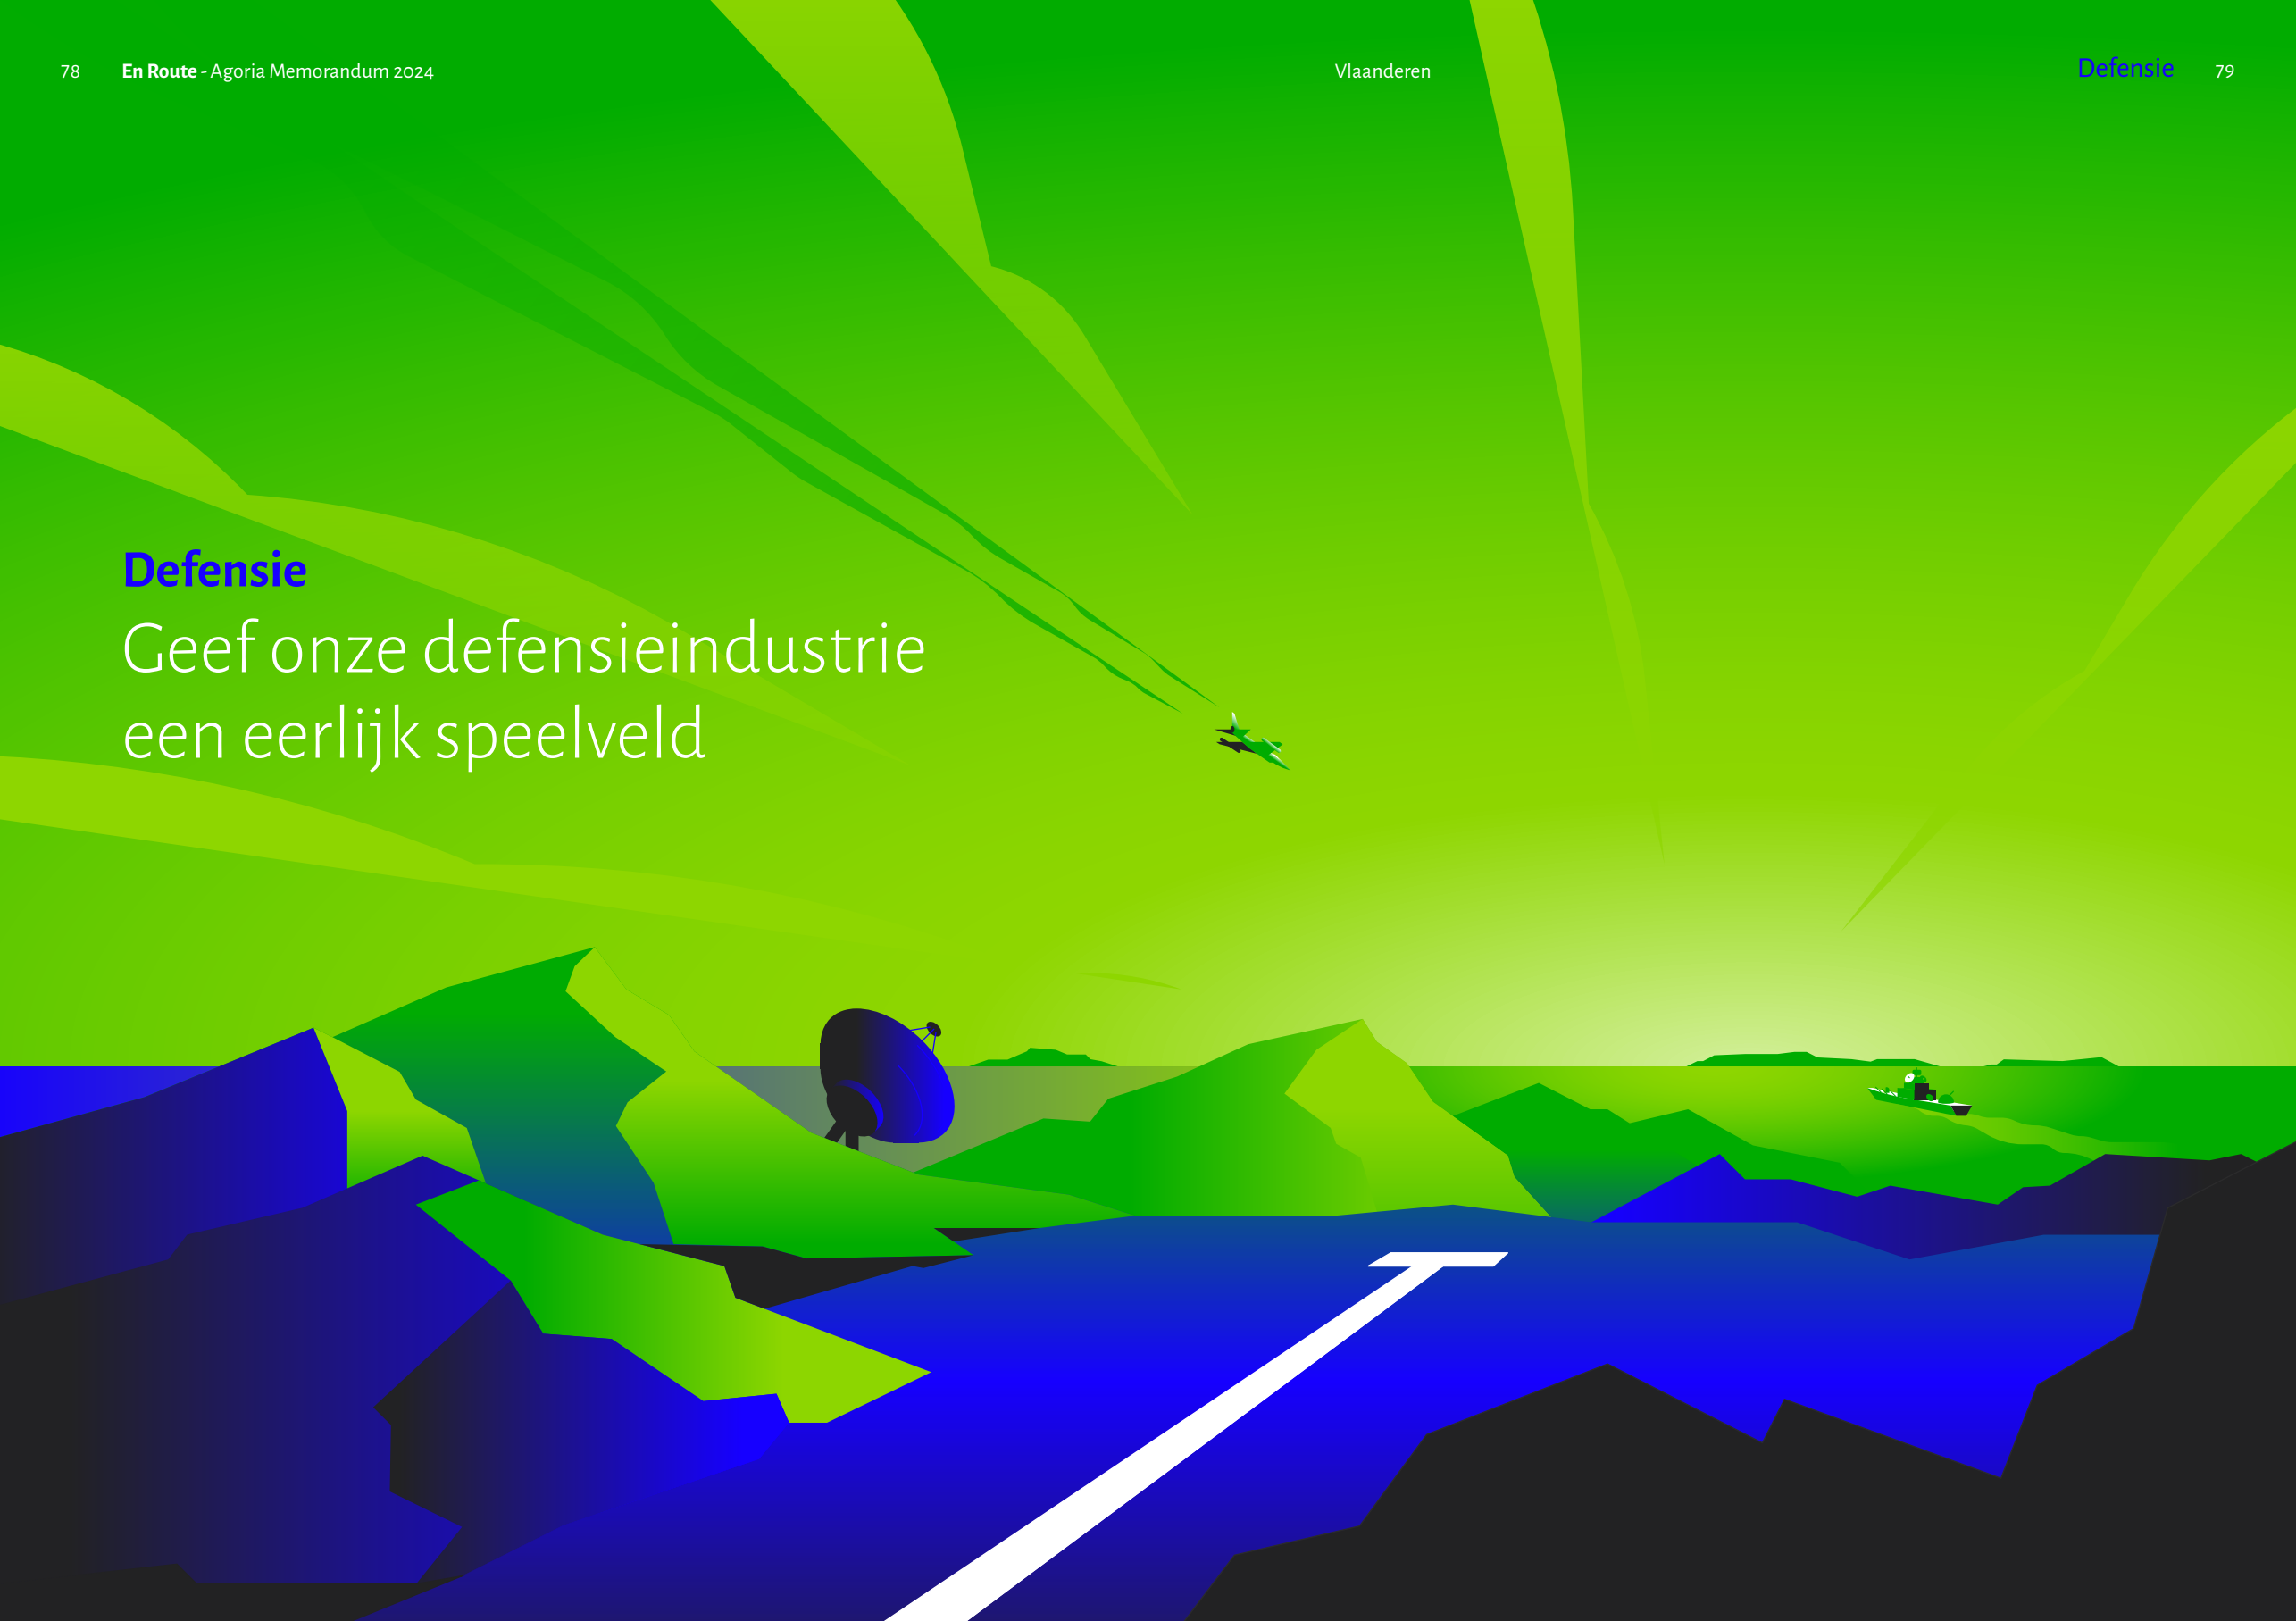 78 En Route - Agoria Memorandum 2024
Vlaanderen
Defensie 79
Defensie
Geef onze defensieindustrie
een eerlijk speelveld